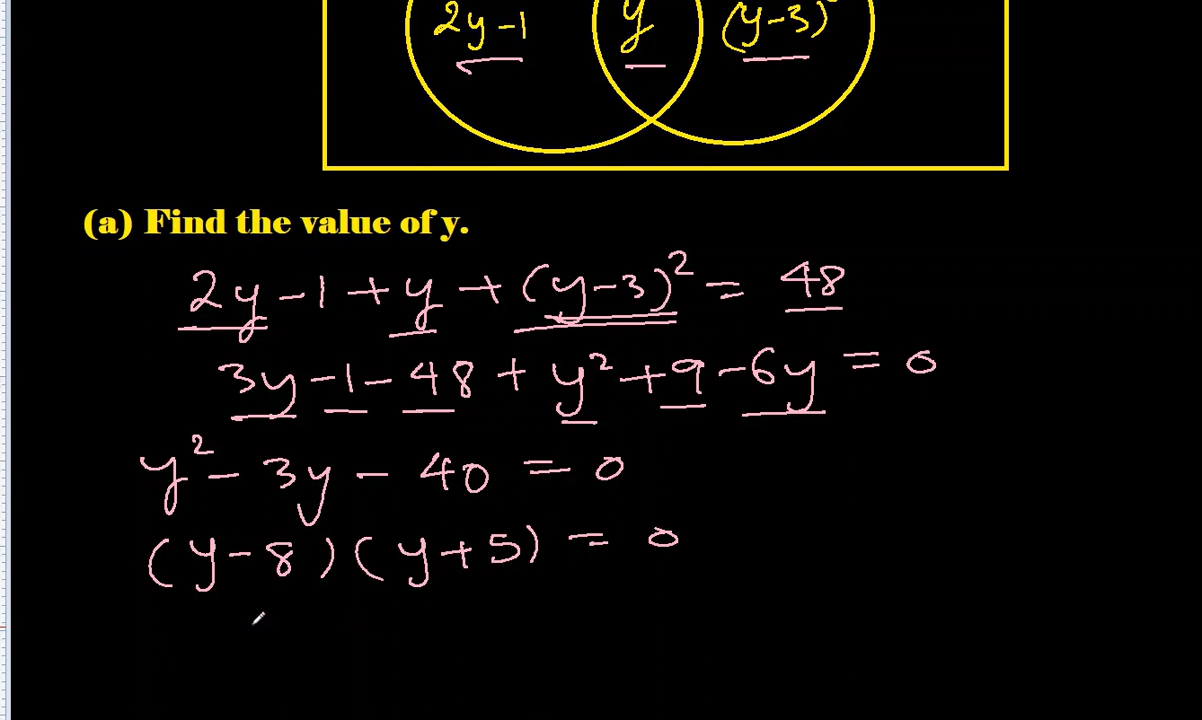 2y-1 y (y-3)²
(a) Find the value of y.
2y-1+y+(y-3)² = 48
3y-1-48+y²+9-6y = 0
y²-3y-40 = 0
(y-8)(y+5) = 0